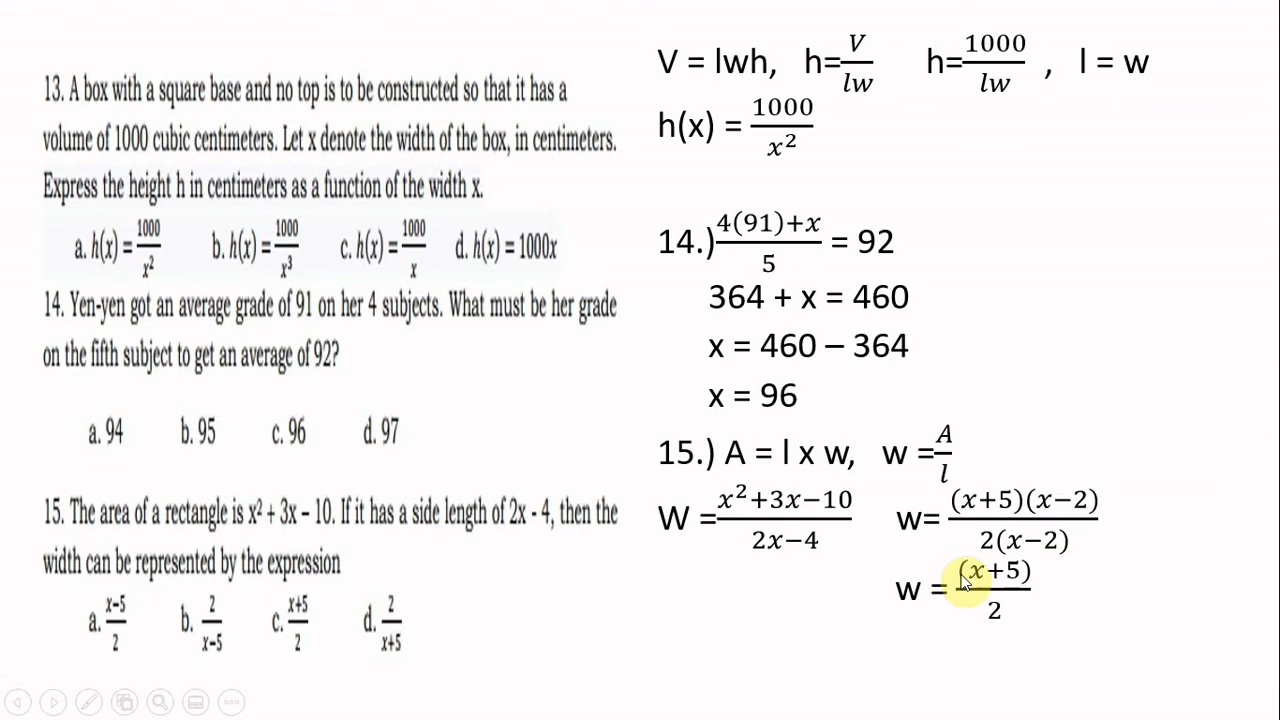 13. A box with a square base and no top is to be constructed so that it has a
volume of 1000 cubic centimeters. Let x denote the width of the box, in centimeters.
Express the height h in centimeters as a function of the width x.
a. h(x) = 1000/x² b. h(x) = 1000/x³ c. h(x) = 1000/x d. h(x) = 1000x
14. Yen-yen got an average grade of 91 on her 4 subjects. What must be her grade
on the fifth subject to get an average of 92?
a. 94 b. 95 c. 96 d. 97
15. The area of a rectangle is x² + 3x – 10. If it has a side length of 2x - 4, then the
width can be represented by the expression
a. x–5/2 b. 2/x–5 c. x+5/2 d. 2/x+5
V = lwh, h=V/lw h=1000/lw , l = w
h(x) = 1000/x²
14.) 4(91)+x/5 = 92
364 + x = 460
x = 460 – 364
x = 96
15.) A = l x w, w =A/l
W =x²+3x−10/2x−4 w= (x+5)(x−2)/2(x−2)
w = (x+5)/2